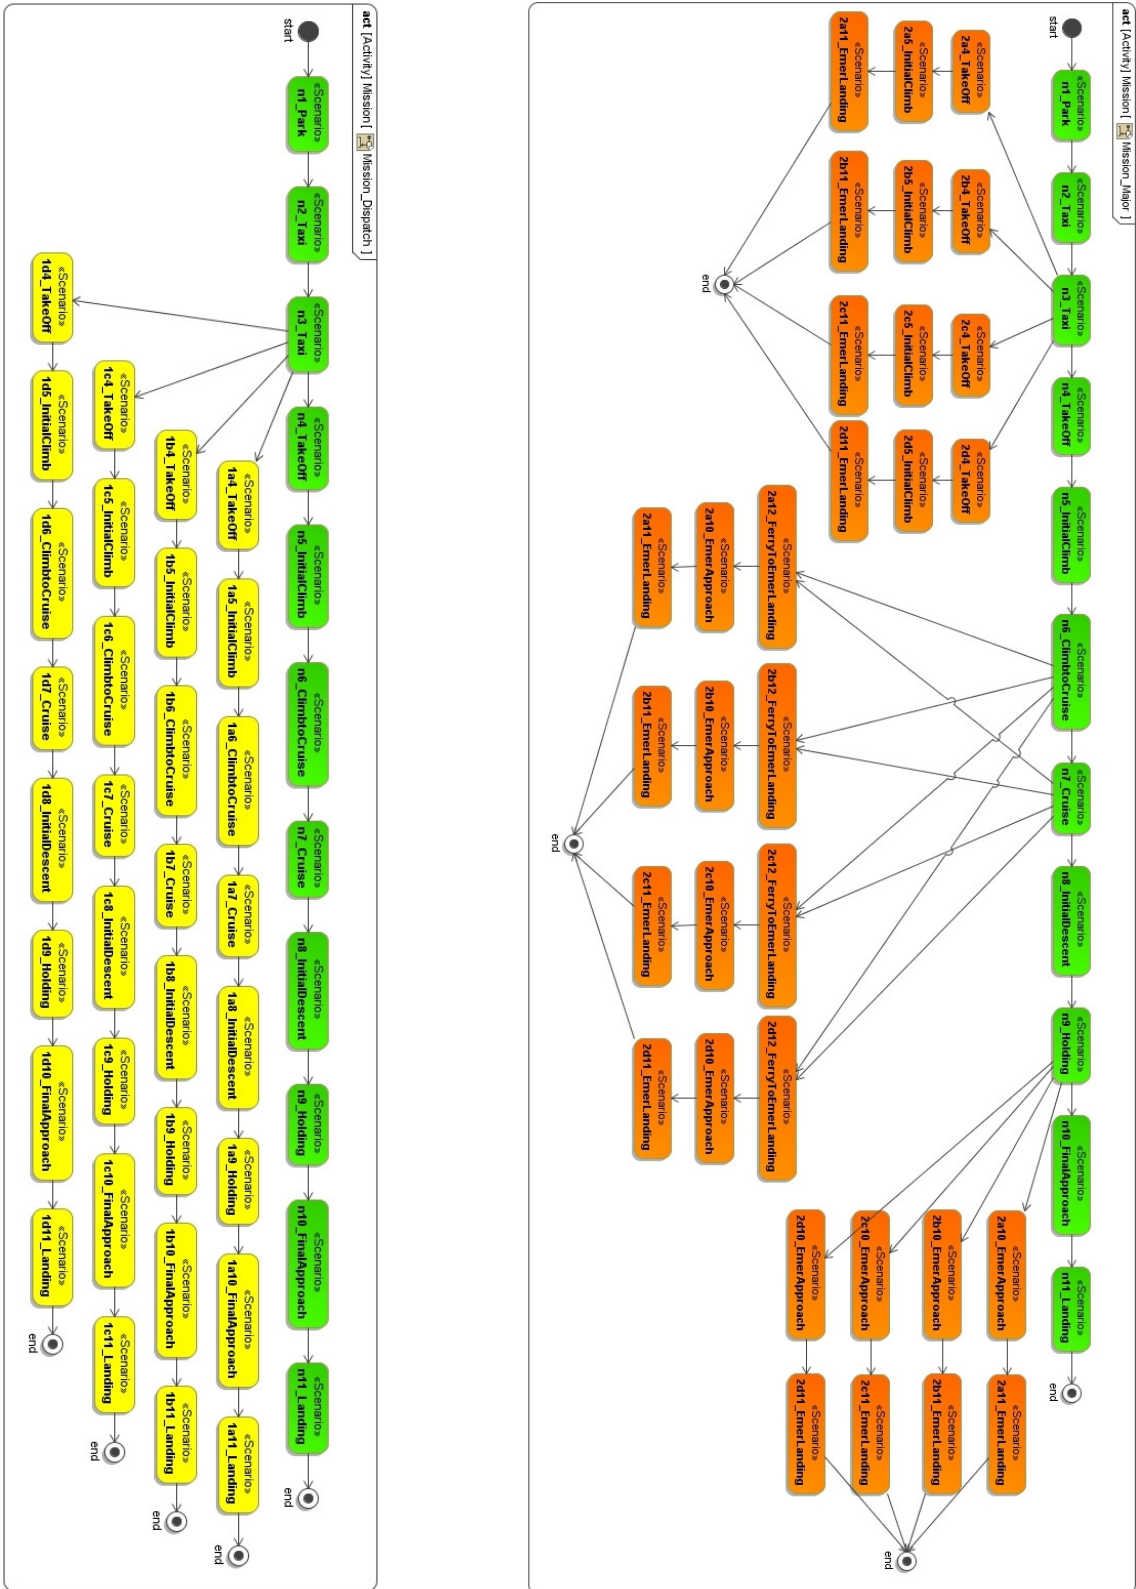 act [Activity] Mission[ Mission_Major ]
start
«Scenario»
n1_Park
«Scenario»
n2_Taxi
«Scenario»
n3_Taxi
«Scenario»
n4_TakeOff
«Scenario»
n5_InitialClimb
«Scenario»
n6_ClimbtoCruise
«Scenario»
n7_Cruise
«Scenario»
n8_InitialDescent
«Scenario»
n9_Holding
«Scenario»
n10_FinalApproach
«Scenario»
n11_Landing
end
«Scenario»
2a4_TakeOff
«Scenario»
2b4_TakeOff
«Scenario»
2c4_TakeOff
«Scenario»
2d4_TakeOff
«Scenario»
2a5_InitialClimb
«Scenario»
2b5_InitialClimb
«Scenario»
2c5_InitialClimb
«Scenario»
2d5_InitialClimb
«Scenario»
2a11_EmerLanding
«Scenario»
2b11_EmerLanding
«Scenario»
2c11_EmerLanding
«Scenario»
2d11_EmerLanding
end
«Scenario»
2a12_FerryToEmerLanding
«Scenario»
2b12_FerryToEmerLanding
«Scenario»
2c12_FerryToEmerLanding
«Scenario»
2d12_FerryToEmerLanding
«Scenario»
2a10_EmerApproach
«Scenario»
2b10_EmerApproach
«Scenario»
2c10_EmerApproach
«Scenario»
2d10_EmerApproach
«Scenario»
2a11_EmerLanding
«Scenario»
2b11_EmerLanding
«Scenario»
2c11_EmerLanding
«Scenario»
2d11_EmerLanding
end
«Scenario»
2a10_EmerApproach
«Scenario»
2a11_EmerLanding
«Scenario»
2b10_EmerApproach
«Scenario»
2b11_EmerLanding
«Scenario»
2c10_EmerApproach
«Scenario»
2c11_EmerLanding
«Scenario»
2d10_EmerApproach
«Scenario»
2d11_EmerLanding
end
act [Activity] Mission[ Mission_Dispatch ]
start
«Scenario»
n1_Park
«Scenario»
n2_Taxi
«Scenario»
n3_Taxi
«Scenario»
n4_TakeOff
«Scenario»
n5_InitialClimb
«Scenario»
n6_ClimbtoCruise
«Scenario»
n7_Cruise
«Scenario»
n8_InitialDescent
«Scenario»
n9_Holding
«Scenario»
n10_FinalApproach
«Scenario»
n11_Landing
end
«Scenario»
1a4_TakeOff
«Scenario»
1a5_InitialClimb
«Scenario»
1a6_ClimbtoCruise
«Scenario»
1a7_Cruise
«Scenario»
1a8_InitialDescent
«Scenario»
1a9_Holding
«Scenario»
1a10_FinalApproach
«Scenario»
1a11_Landing
end
«Scenario»
1b4_TakeOff
«Scenario»
1b5_InitialClimb
«Scenario»
1b6_ClimbtoCruise
«Scenario»
1b7_Cruise
«Scenario»
1b8_InitialDescent
«Scenario»
1b9_Holding
«Scenario»
1b10_FinalApproach
«Scenario»
1b11_Landing
end
«Scenario»
1c4_TakeOff
«Scenario»
1c5_InitialClimb
«Scenario»
1c6_ClimbtoCruise
«Scenario»
1c7_Cruise
«Scenario»
1c8_InitialDescent
«Scenario»
1c9_Holding
«Scenario»
1c10_FinalApproach
«Scenario»
1c11_Landing
end
«Scenario»
1d4_TakeOff
«Scenario»
1d5_InitialClimb
«Scenario»
1d6_ClimbtoCruise
«Scenario»
1d7_Cruise
«Scenario»
1d8_InitialDescent
«Scenario»
1d9_Holding
«Scenario»
1d10_FinalApproach
«Scenario»
1d11_Landing
end